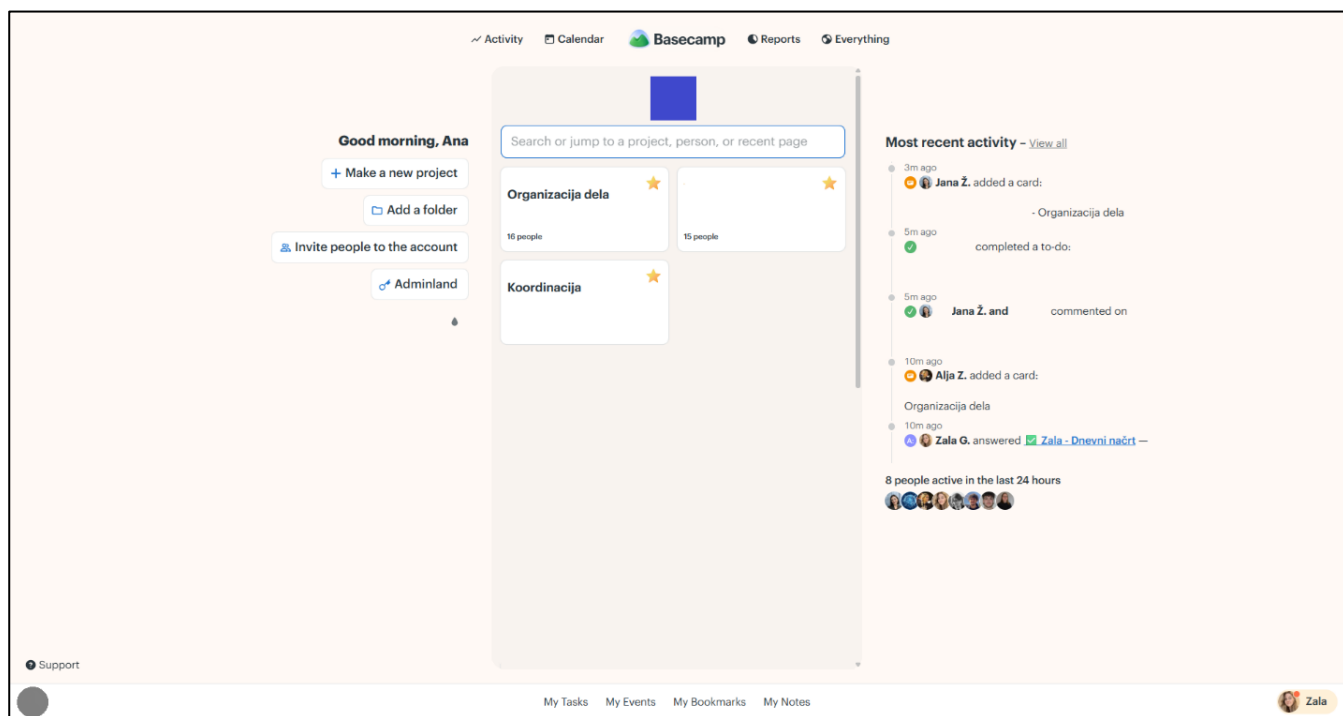 Activity
Calendar
Basecamp
Reports
Everything
Good morning, Ana
Make a new project
Add a folder
Invite people to the account
Adminland
Search or jump to a project, person, or recent page
Organizacija dela
16 people
15 people
Koordinacija
Most recent activity – View all
3m ago
Jana Ž. added a card:
- Organizacija dela
5m ago
completed a to-do:
5m ago
Jana Ž. and commented on
10m ago
Alja Z. added a card:
Organizacija dela
10m ago
A Zala G. answered ✅ Zala - Dnevni načrt —
8 people active in the last 24 hours
Support
My Tasks
My Events
My Bookmarks
My Notes
Zala